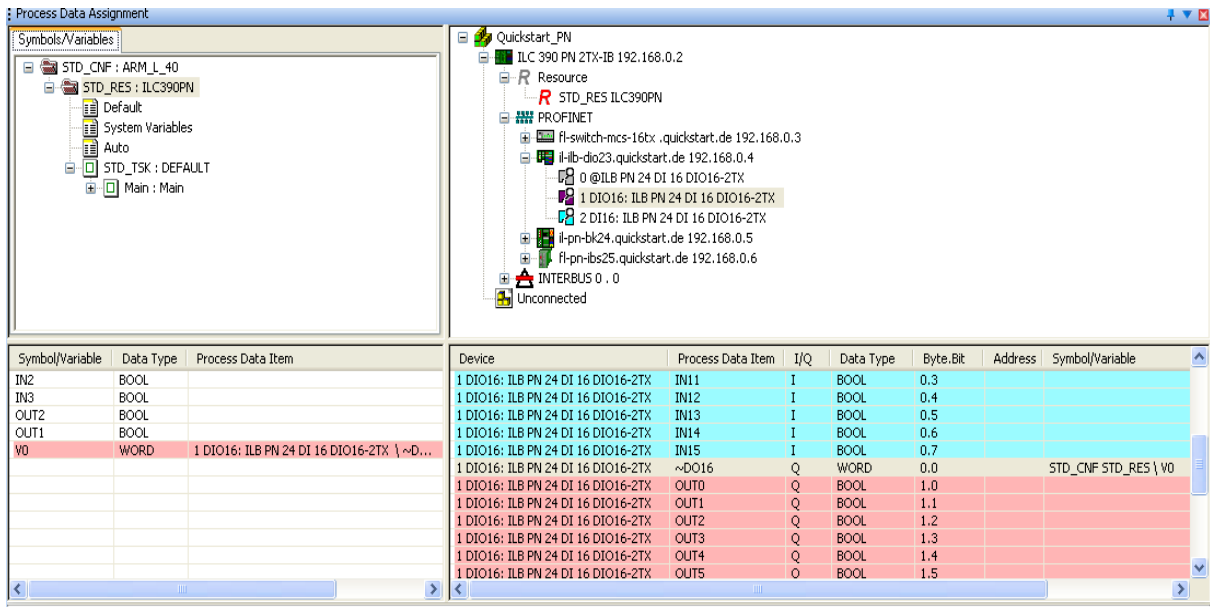 Process Data Assignment
Symbols/Variables
STD_CNF : ARM_L_40
STD_RES : ILC390PN
Default
System Variables
Auto
STD_TSK : DEFAULT
Main : Main
Quickstart_PN
ILC 390 PN 2TX-IB 192.168.0.2
R Resource
R STD_RES ILC390PN
PROFINET
fl-switch-mcs-16tx .quickstart.de 192.168.0.3
il-ilb-dio23.quickstart.de 192.168.0.4
0 @ILB PN 24 DI 16 DIO16-2TX
1 DIO16: ILB PN 24 DI 16 DIO16-2TX
2 DI16: ILB PN 24 DI 16 DIO16-2TX
il-pn-bk24.quickstart.de 192.168.0.5
fl-pn-ibs25.quickstart.de 192.168.0.6
INTERBUS 0 . 0
Unconnected
Symbol/Variable Data Type Process Data Item
IN2 BOOL
IN3 BOOL
OUT2 BOOL
OUT1 BOOL
V0 WORD 1 DIO16: ILB PN 24 DI 16 DIO16-2TX \ ~D...
Device Process Data Item I/Q Data Type Byte.Bit Address Symbol/Variable
1 DIO16: ILB PN 24 DI 16 DIO16-2TX IN11 I BOOL 0.3
1 DIO16: ILB PN 24 DI 16 DIO16-2TX IN12 I BOOL 0.4
1 DIO16: ILB PN 24 DI 16 DIO16-2TX IN13 I BOOL 0.5
1 DIO16: ILB PN 24 DI 16 DIO16-2TX IN14 I BOOL 0.6
1 DIO16: ILB PN 24 DI 16 DIO16-2TX IN15 I BOOL 0.7
1 DIO16: ILB PN 24 DI 16 DIO16-2TX ~DO16 Q WORD 0.0 STD_CNF STD_RES \ V0
1 DIO16: ILB PN 24 DI 16 DIO16-2TX OUT0 Q BOOL 1.0
1 DIO16: ILB PN 24 DI 16 DIO16-2TX OUT1 Q BOOL 1.1
1 DIO16: ILB PN 24 DI 16 DIO16-2TX OUT2 Q BOOL 1.2
1 DIO16: ILB PN 24 DI 16 DIO16-2TX OUT3 Q BOOL 1.3
1 DIO16: ILB PN 24 DI 16 DIO16-2TX OUT4 Q BOOL 1.4
1 DIO16: ILB PN 24 DI 16 DIO16-2TX OUT5 Q BOOL 1.5